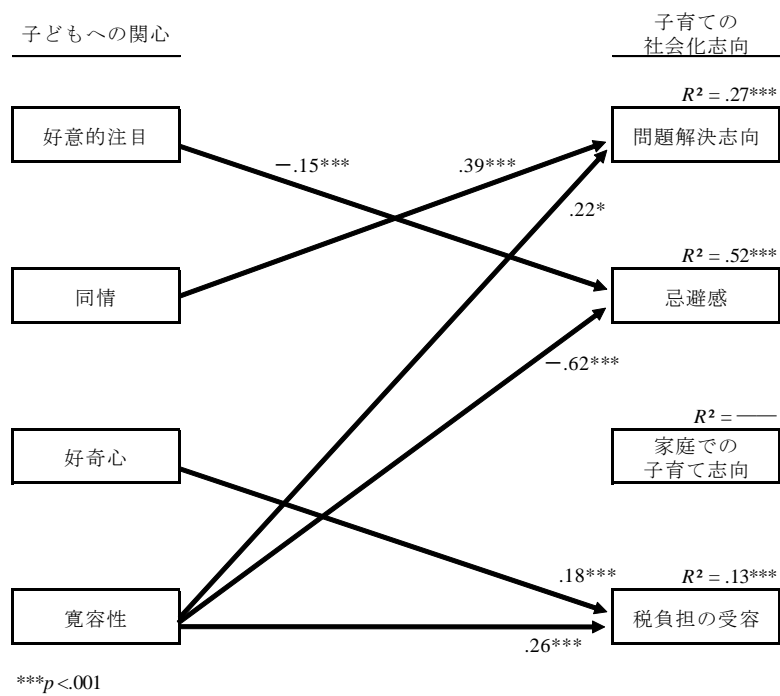 子どもへの関心
子育ての
社会化志向
R² = .27***
好意的注目
問題解決志向
−.15***
.39***
.22*
R² = .52***
同情
忌避感
−.62***
R² = ——
好奇心
家庭での
子育て志向
.18***
R² = .13***
寛容性
税負担の受容
.26***
***p<.001